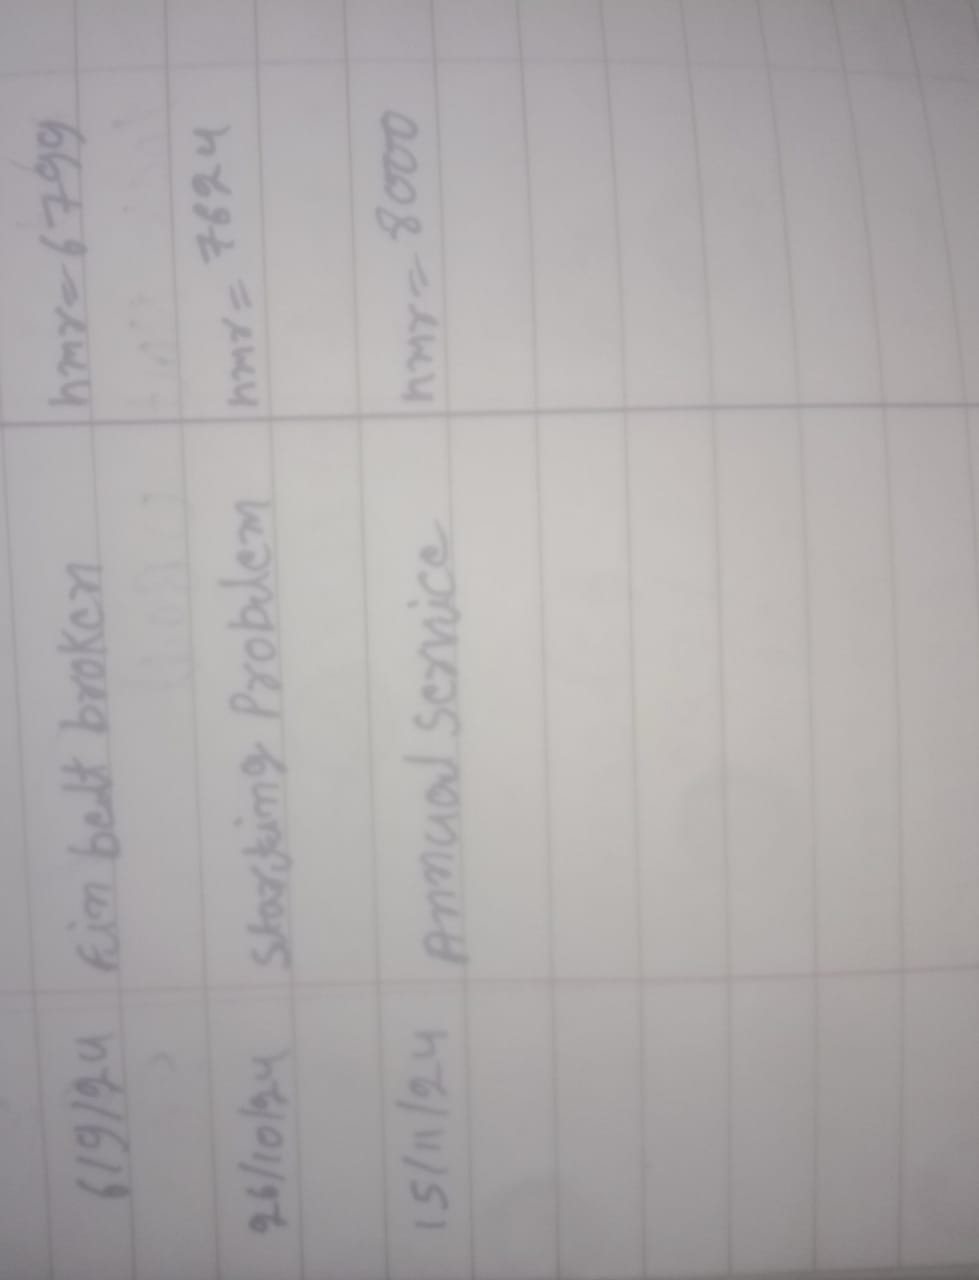 6/9/24 Fin belt broken hmr=6799
26/10/24 Starting Problem hmr=7624
15/11/24 Annual Service hmr=8000